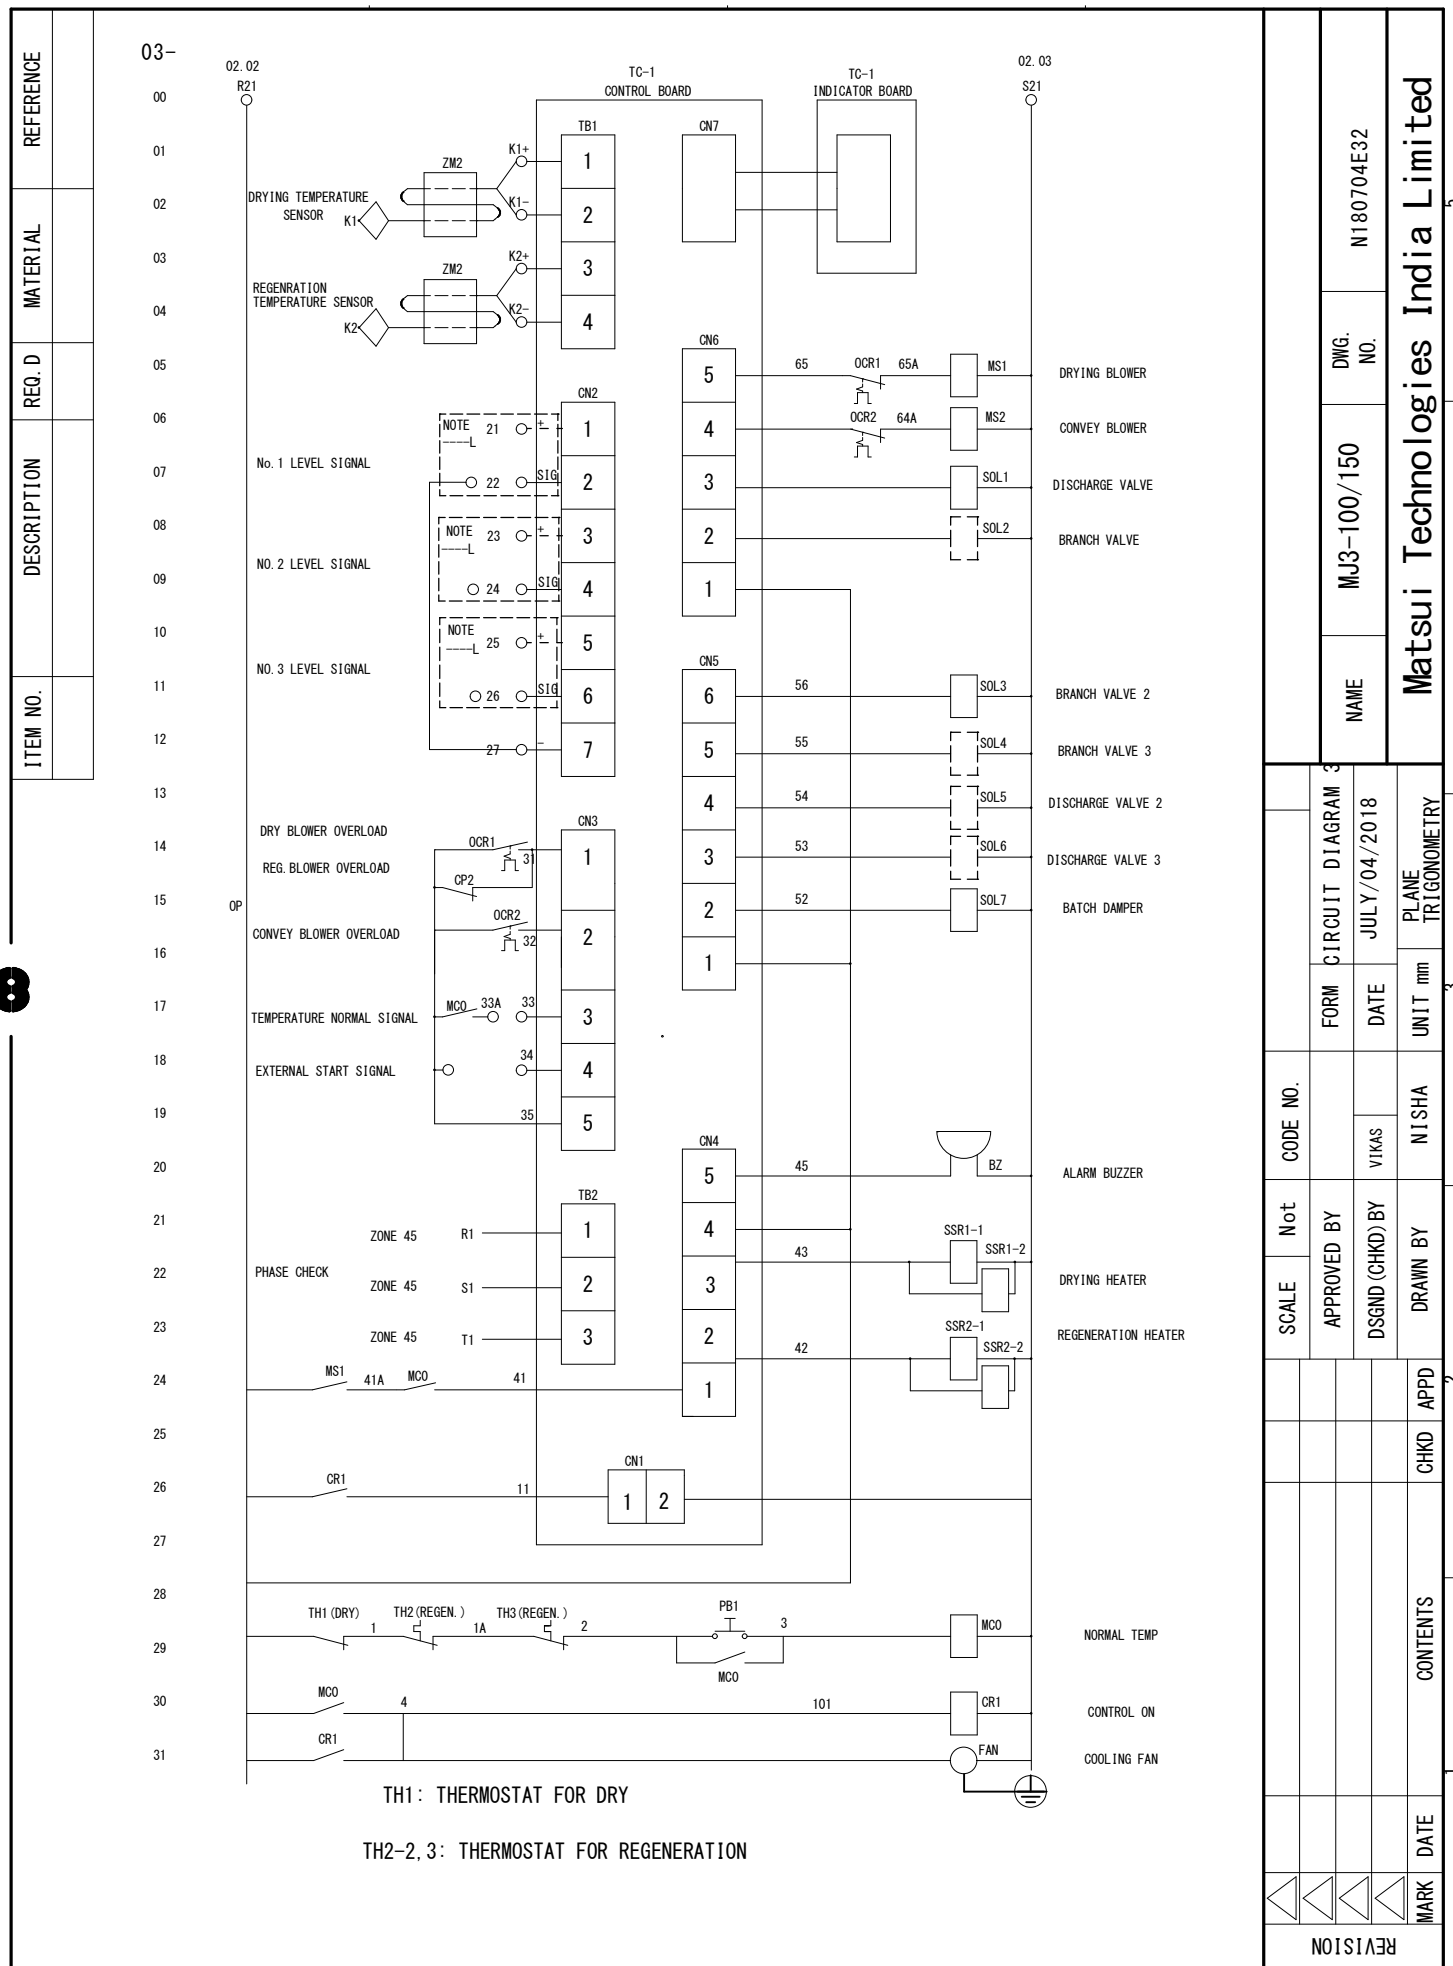 REFERENCE
MATERIAL
REQ.D
DESCRIPTION
ITEM NO.
03-
02.02
R21
TC-1
CONTROL BOARD
TC-1
INDICATOR BOARD
02.03
S21
00
01
02
03
04
05
06
07
08
09
10
11
12
13
14
15
16
17
18
19
20
21
22
23
24
25
26
27
28
29
30
31
TB1
1
2
3
4
CN7
DRYING TEMPERATURE
SENSOR
K1
ZM2
K1+
K1-
REGENRATION
TEMPERATURE SENSOR
K2
ZM2
K2+
K2-
CN6
5
4
3
2
1
65
OCR1
65A
MS1
DRYING BLOWER
OCR2
64A
MS2
CONVEY BLOWER
SOL1
DISCHARGE VALVE
SOL2
BRANCH VALVE
CN2
1
2
3
4
5
6
7
No.1 LEVEL SIGNAL
NOTE
----L
21
+
22
SIG
NO.2 LEVEL SIGNAL
NOTE
----L
23
+
24
SIG
NO.3 LEVEL SIGNAL
NOTE
----L
25
+
26
SIG
27
-
CN5
6
5
4
3
2
1
56
SOL3
BRANCH VALVE 2
55
SOL4
BRANCH VALVE 3
54
SOL5
DISCHARGE VALVE 2
53
SOL6
DISCHARGE VALVE 3
52
SOL7
BATCH DAMPER
CN3
1
2
3
4
5
DRY BLOWER OVERLOAD
OCR1
31
REG.BLOWER OVERLOAD
CP2
OP
CONVEY BLOWER OVERLOAD
OCR2
32
TEMPERATURE NORMAL SIGNAL
MC0
33A
33
EXTERNAL START SIGNAL
34
35
CN4
5
4
3
2
1
45
BZ
ALARM BUZZER
43
SSR1-1
SSR1-2
DRYING HEATER
42
SSR2-1
SSR2-2
REGENERATION HEATER
TB2
1
2
3
PHASE CHECK
ZONE 45
R1
ZONE 45
S1
ZONE 45
T1
MS1
41A
MC0
41
CR1
11
CN1
1
2
TH1(DRY)
1
TH2(REGEN.)
1A
TH3(REGEN.)
2
PB1
3
MC0
MC0
NORMAL TEMP
MC0
4
101
CR1
CONTROL ON
CR1
FAN
COOLING FAN
TH1: THERMOSTAT FOR DRY
TH2-2,3: THERMOSTAT FOR REGENERATION
8
Matsui Technologies India Limited
NAME
MJ3-100/150
DWG.
NO.
N180704E32
FORM
CIRCUIT DIAGRAM 3
DATE
JULY/04/2018
UNIT mm
PLANE
TRIGONOMETRY
SCALE
Not
CODE NO.
APPROVED BY
DSGND(CHKD)BY
VIKAS
DRAWN BY
NISHA
APPD
CHKD
CONTENTS
DATE
MARK
REVISION
5
3
2
1